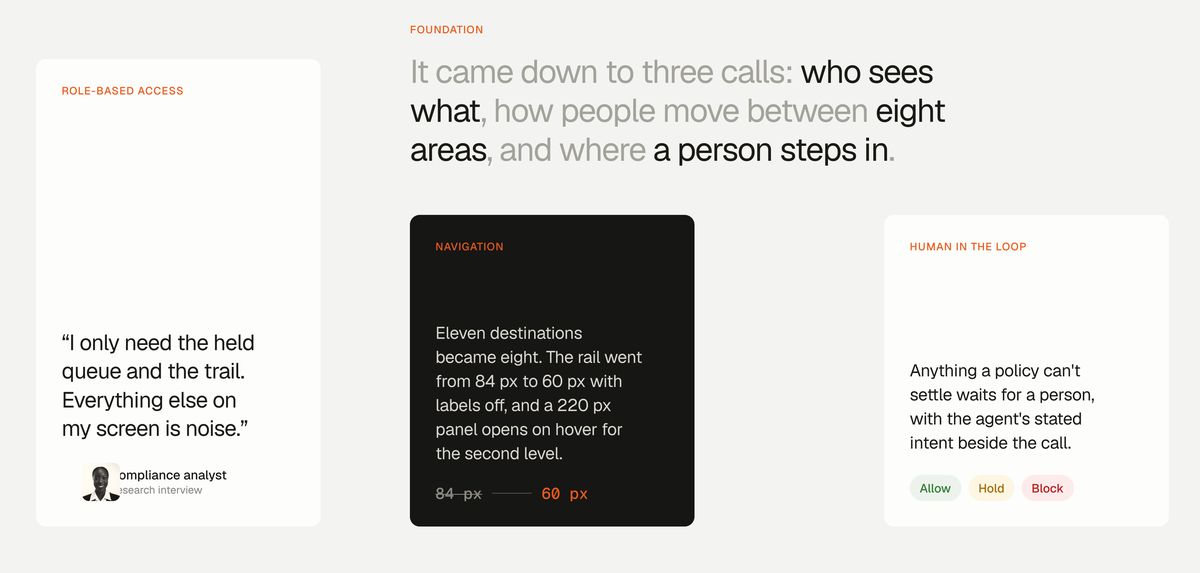 FOUNDATION
It came down to three calls: who sees
what, how people move between eight
areas, and where a person steps in.
ROLE-BASED ACCESS
“I only need the held
queue and the trail.
Everything else on
my screen is noise.”
ompliance analyst
esearch interview
NAVIGATION
Eleven destinations
became eight. The rail went
from 84 px to 60 px with
labels off, and a 220 px
panel opens on hover for
the second level.
84 px 60 px
HUMAN IN THE LOOP
Anything a policy can't
settle waits for a person,
with the agent's stated
intent beside the call.
Allow Hold Block